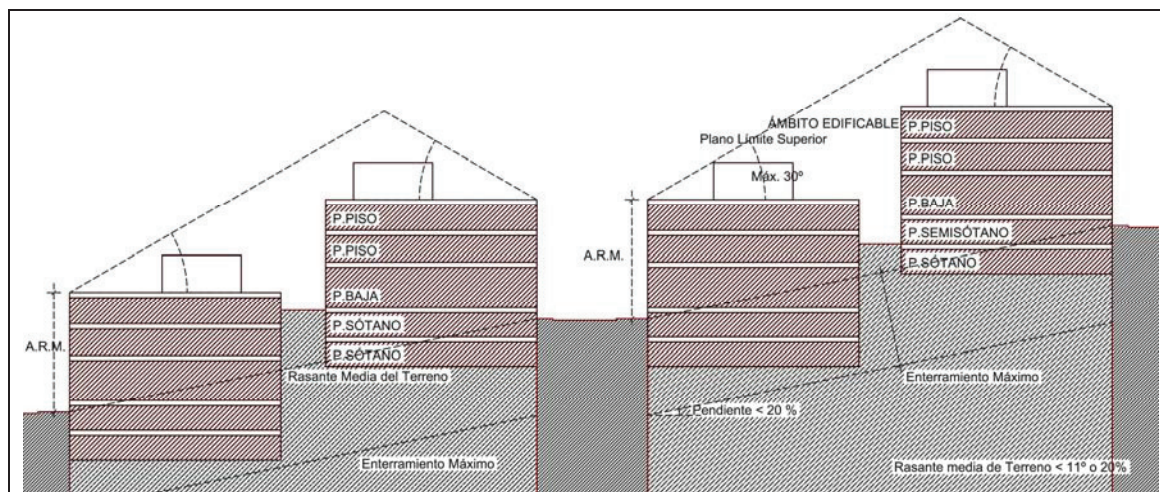 P.PISO
P.PISO
P.BAJA
P.SÓTANO
P.SÓTANO
A.R.M.
Rasante Media del Terreno
Enterramiento Máximo
ÁMBITO EDIFICABLE
Plano Límite Superior
Máx. 30º
A.R.M.
P.PISO
P.PISO
P.BAJA
P.SEMISÓTANO
P.SÓTANO
Enterramiento Máximo
Pendiente < 20 %
Rasante media de Terreno < 11º o 20%